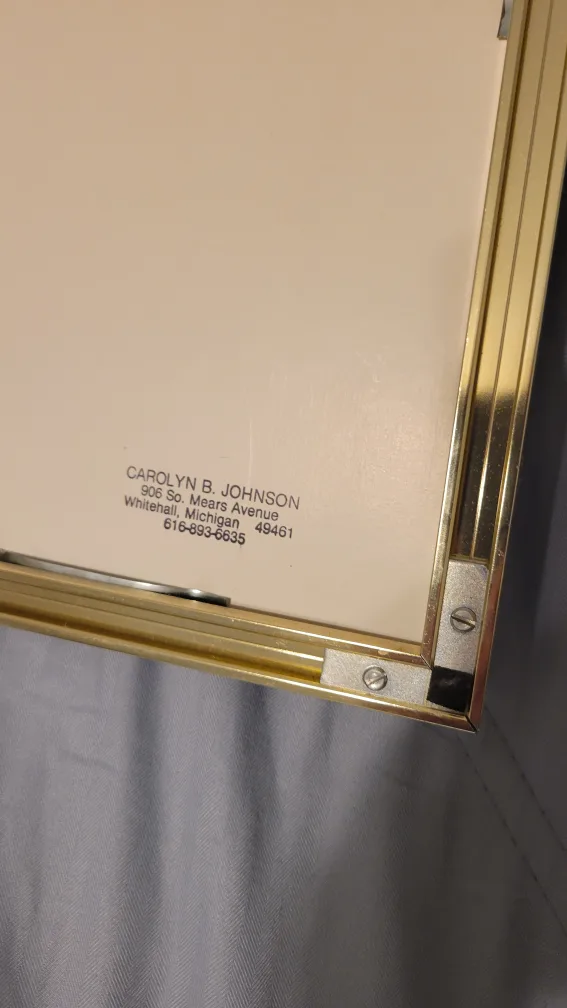 CAROLYN B. JOHNSON
906 So. Mears Avenue
Whitehall, Michigan 49461
616-893-6635